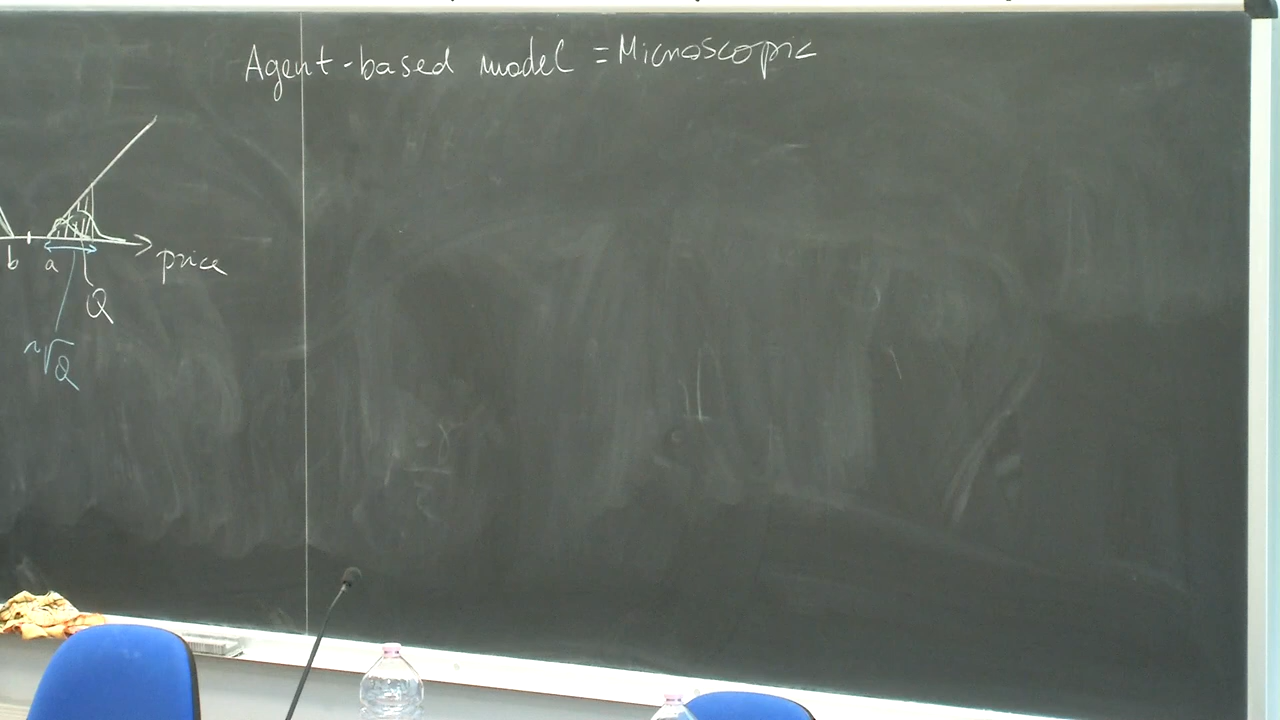 Agent-based model = Microscopic
b a price
Q
~√Q